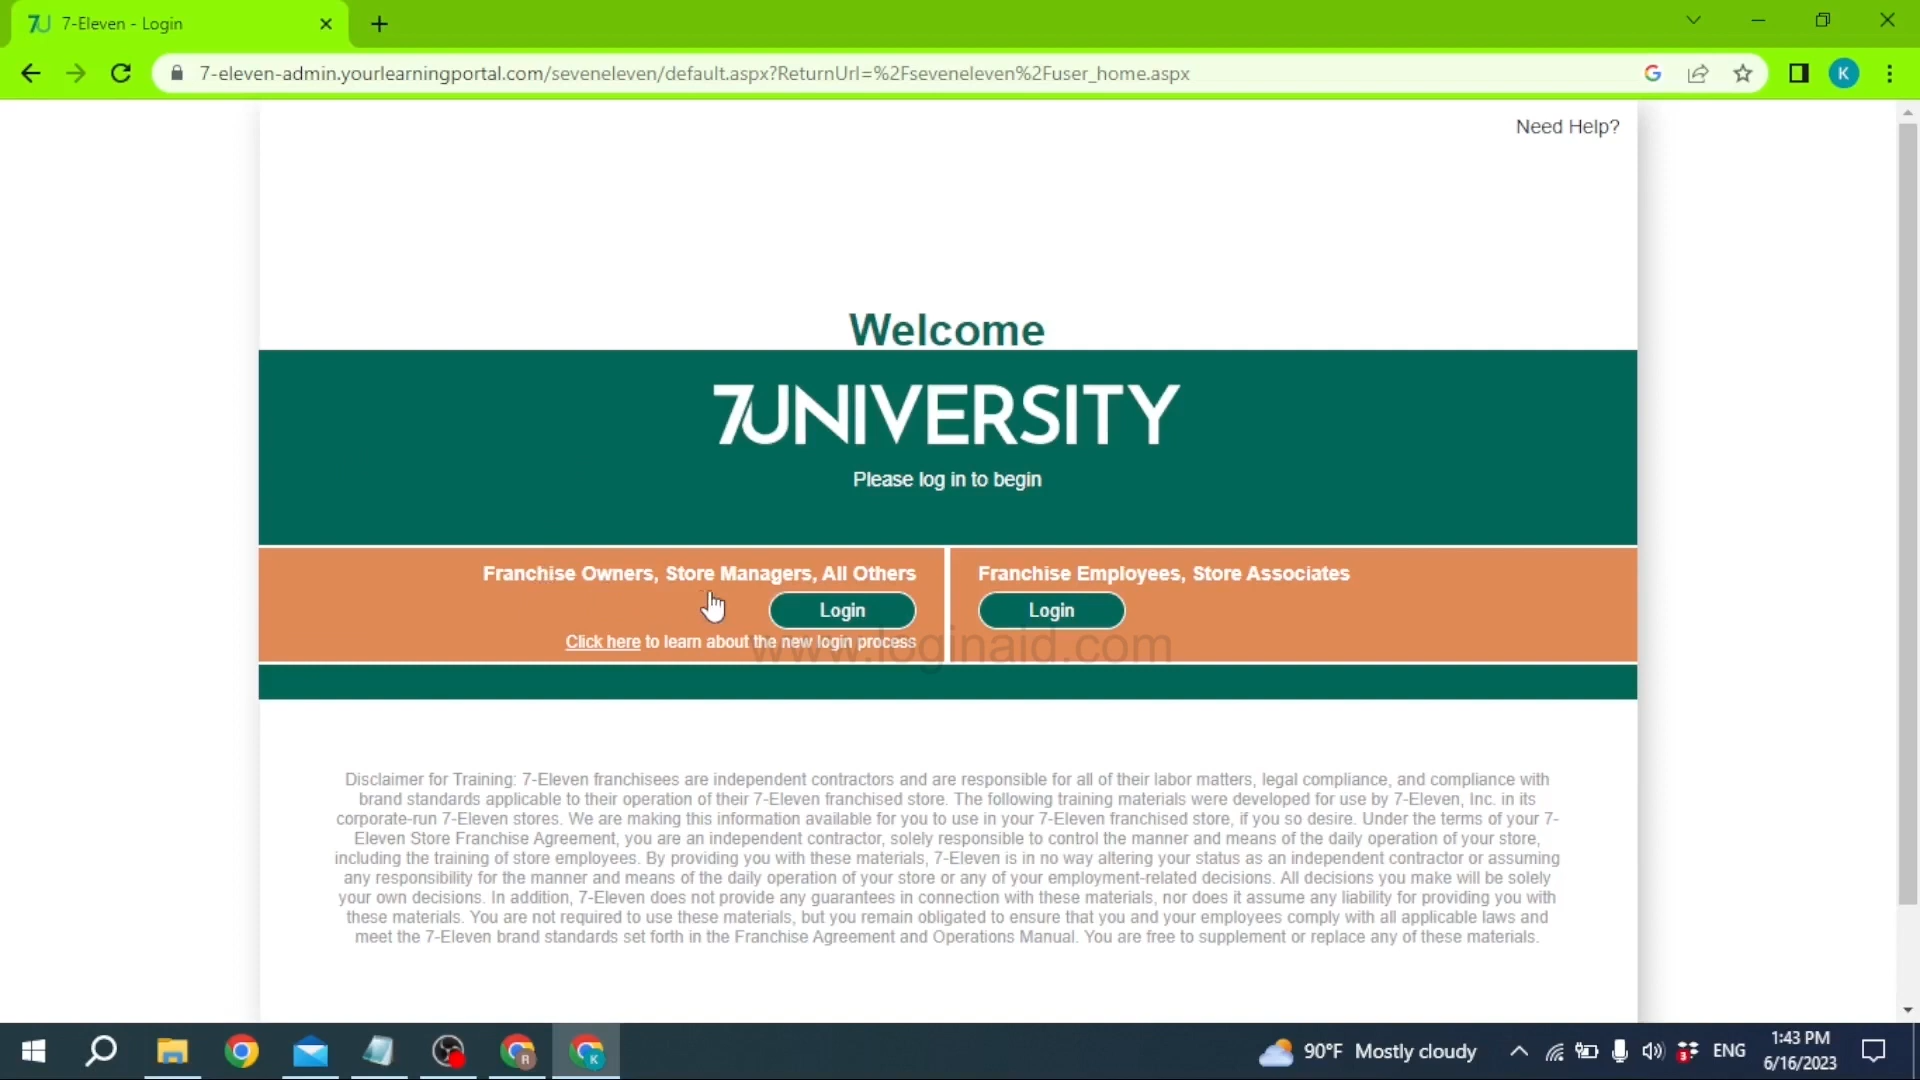 7-Eleven - Login
7-eleven-admin.yourlearningportal.com/seveneleven/default.aspx?ReturnUrl=%2Fseveneleven%2Fuser_home.aspx
K
Need Help?
Welcome
7UNIVERSITY
Please log in to begin
Franchise Owners, Store Managers, All Others
Login
Click here to learn about the new login process
Franchise Employees, Store Associates
Login
www.loginaid.com
Disclaimer for Training: 7-Eleven franchisees are independent contractors and are responsible for all of their labor matters, legal compliance, and compliance with
brand standards applicable to their operation of their 7-Eleven franchised store. The following training materials were developed for use by 7-Eleven, Inc. in its
corporate-run 7-Eleven stores. We are making this information available for you to use in your 7-Eleven franchised store, if you so desire. Under the terms of your 7-
Eleven Store Franchise Agreement, you are an independent contractor, solely responsible to control the manner and means of the daily operation of your store,
including the training of store employees. By providing you with these materials, 7-Eleven is in no way altering your status as an independent contractor or assuming
any responsibility for the manner and means of the daily operation of your store or any of your employment-related decisions. All decisions you make will be solely
your own decisions. In addition, 7-Eleven does not provide any guarantees in connection with these materials, nor does it assume any liability for providing you with
these materials. You are not required to use these materials, but you remain obligated to ensure that you and your employees comply with all applicable laws and
meet the 7-Eleven brand standards set forth in the Franchise Agreement and Operations Manual. You are free to supplement or replace any of these materials.
R
K
90°F Mostly cloudy
3
ENG
1:43 PM
6/16/2023